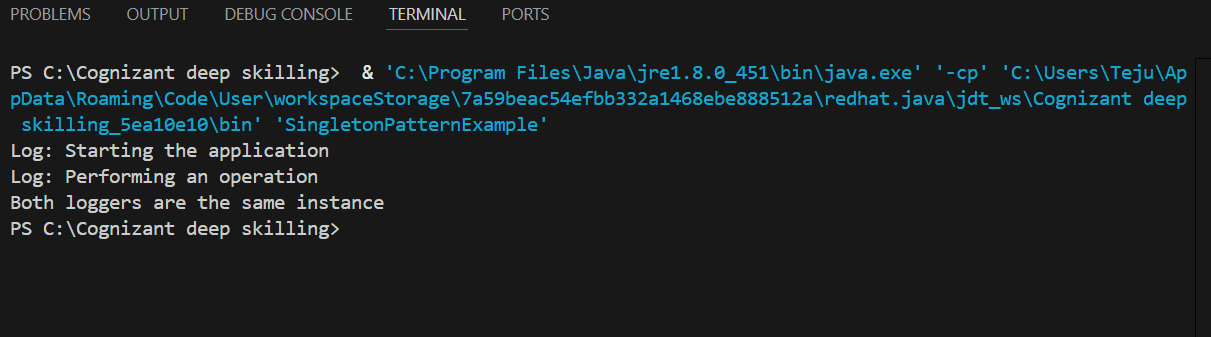 PROBLEMS OUTPUT DEBUG CONSOLE TERMINAL PORTS
PS C:\Cognizant deep skilling>  & 'C:\Program Files\Java\jre1.8.0_451\bin\java.exe' '-cp' 'C:\Users\Teju\Ap
pData\Roaming\Code\User\workspaceStorage\7a59beac54efbb332a1468ebe888512a\redhat.java\jdt_ws\Cognizant deep
 skilling_5ea10e10\bin' 'SingletonPatternExample'
Log: Starting the application
Log: Performing an operation
Both loggers are the same instance
PS C:\Cognizant deep skilling>